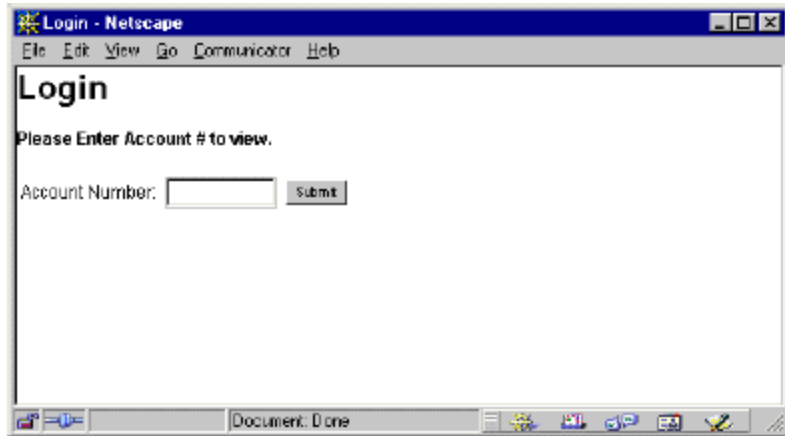 Login - Netscape
File Edit View Go Communicator Help
Login
Please Enter Account # to view.
Account Number: Submit
Document: Done